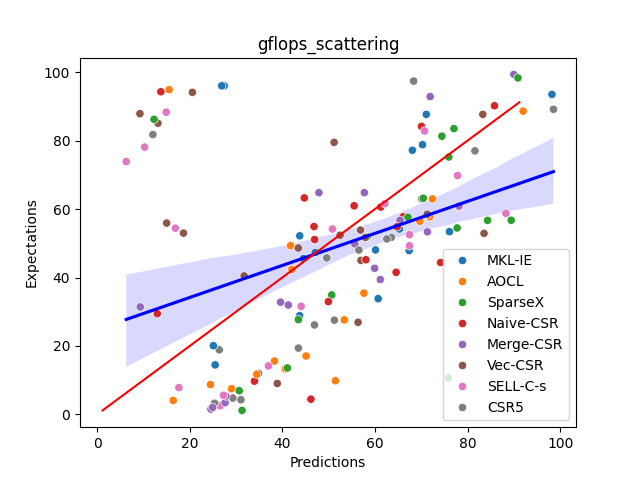 gflops_scattering
100
80
60
40
20
0
Expectations
MKL-IE
AOCL
SparseX
Naive-CSR
Merge-CSR
Vec-CSR
SELL-C-s
CSR5
0 20 40 60 80 100
Predictions